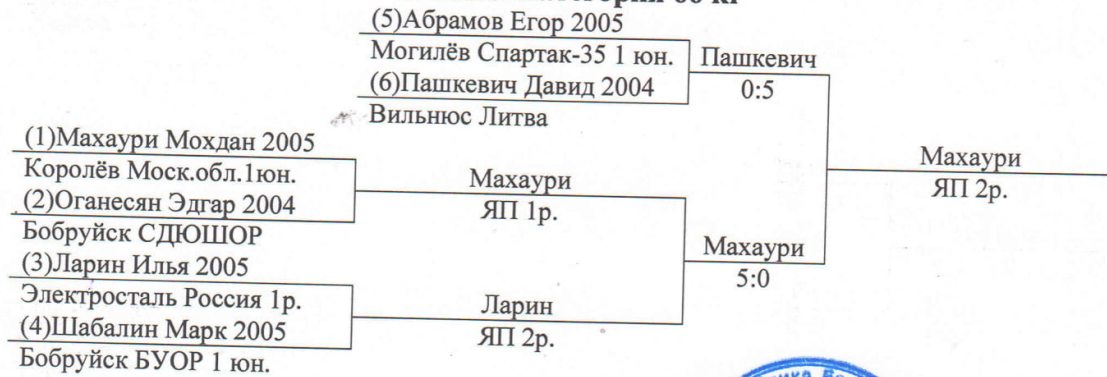 (5)Абрамов Егор 2005
Могилёв Спартак-35 1 юн.
(6)Пашкевич Давид 2004
Вильнюс Литва
Пашкевич
0:5
(1)Махаури Мохдан 2005
Королёв Моск.обл.1юн.
(2)Оганесян Эдгар 2004
Бобруйск СДЮШОР
(3)Ларин Илья 2005
Электросталь Россия 1р.
(4)Шабалин Марк 2005
Бобруйск БУОР 1 юн.
Махаури
ЯП 1р.
Ларин
ЯП 2р.
Махаури
5:0
Махаури
ЯП 2р.